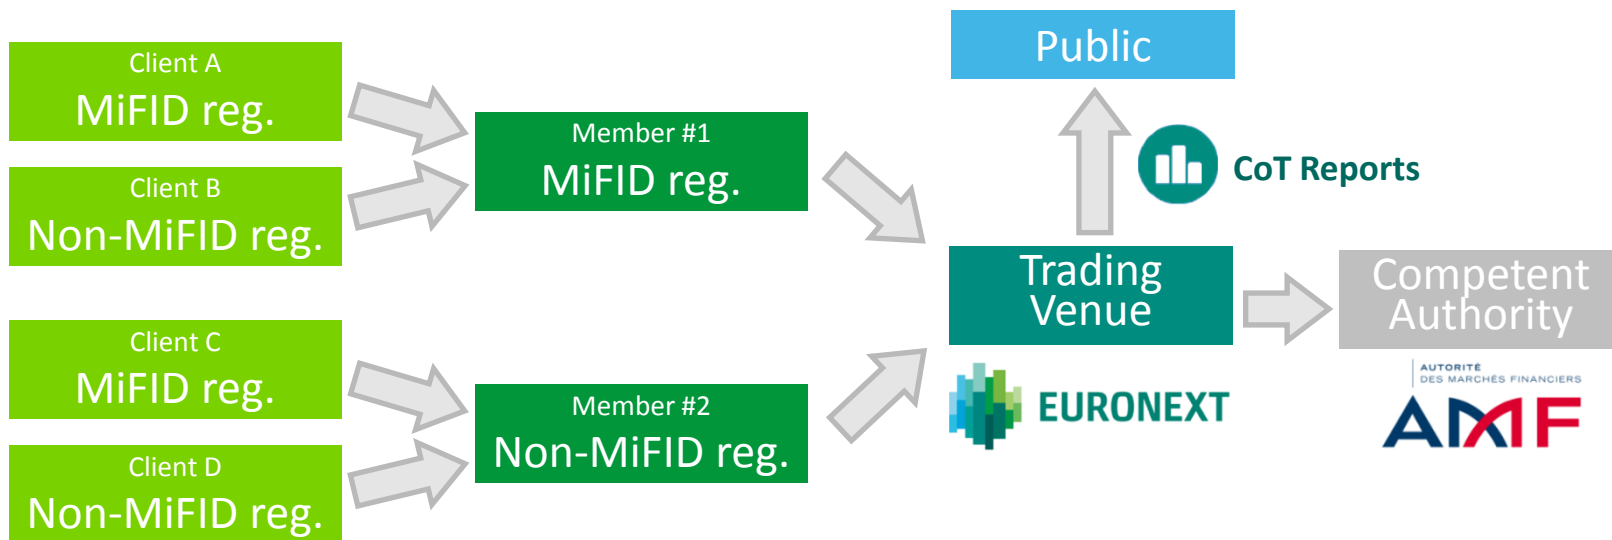 Client A
MiFID reg.
Client B
Non-MiFID reg.
Client C
MiFID reg.
Client D
Non-MiFID reg.
Member #1
MiFID reg.
Member #2
Non-MiFID reg.
Public
CoT Reports
Trading
Venue
EURONEXT
Competent
Authority
AUTORITÉ
DES MARCHÉS FINANCIERS
AMF